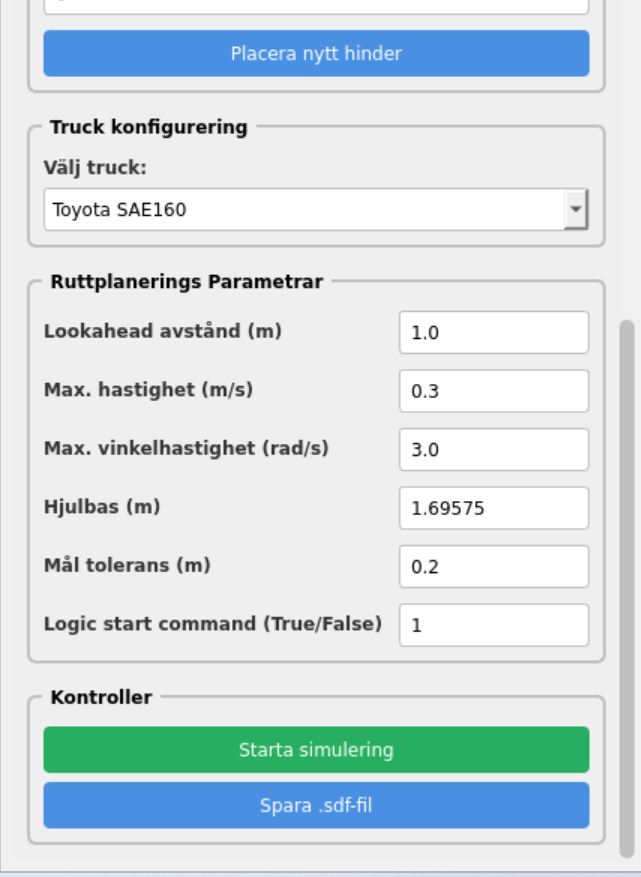 Placera nytt hinder
Truck konfigurering
Välj truck:
Toyota SAE160
Ruttplanerings Parametrar
Lookahead avstånd (m)
1.0
Max. hastighet (m/s)
0.3
Max. vinkelhastighet (rad/s)
3.0
Hjulbas (m)
1.69575
Mål tolerans (m)
0.2
Logic start command (True/False)
1
Kontroller
Starta simulering
Spara .sdf-fil